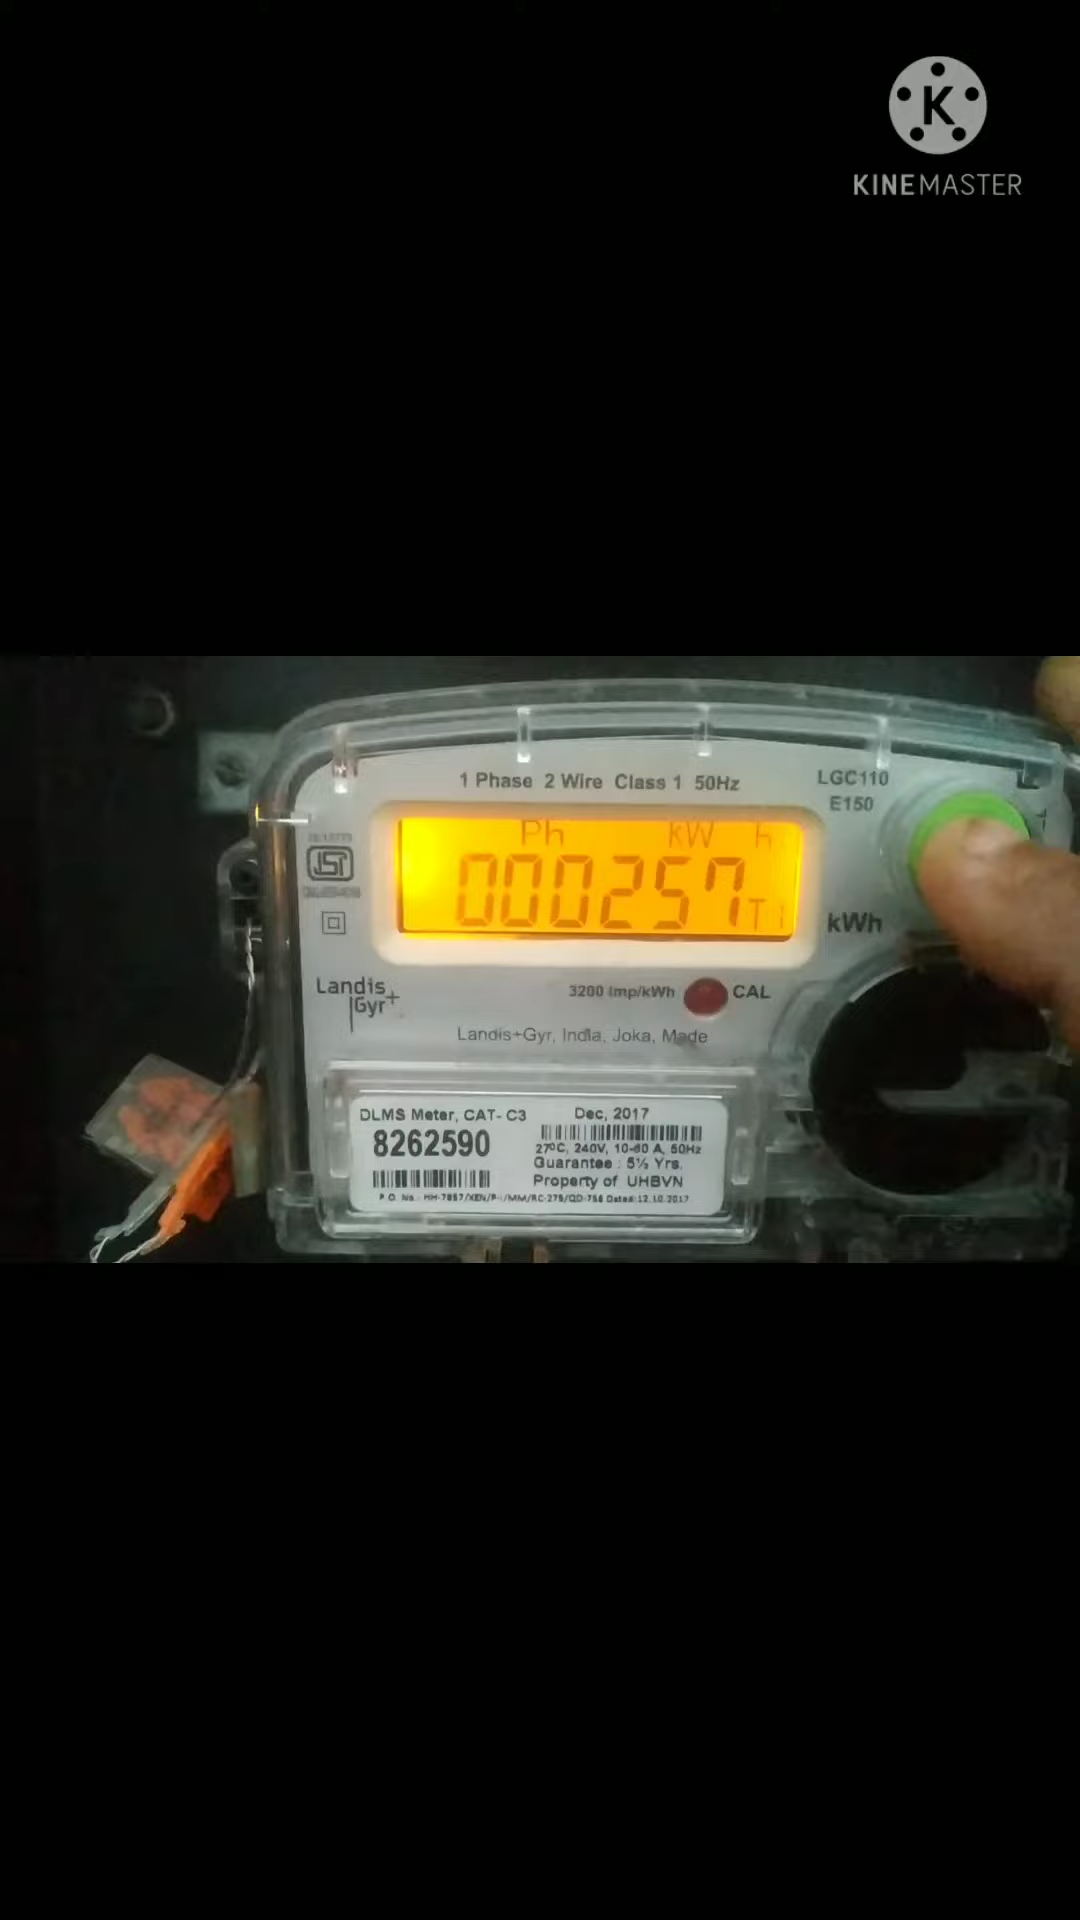 K
KINEMASTER
1 Phase 2 Wire Class 1 50Hz
LGC110
E150
Ph kW h
000257 T1
kWh
Landis
Gyr+
3200 Imp/kWh CAL
Landis+Gyr, India, Joka, Made
DLMS Meter, CAT- C3
8262590
Dec, 2017
27°C, 240V, 10-60 A, 50Hz
Guarantee : 5½ Yrs.
Property of UHBVN